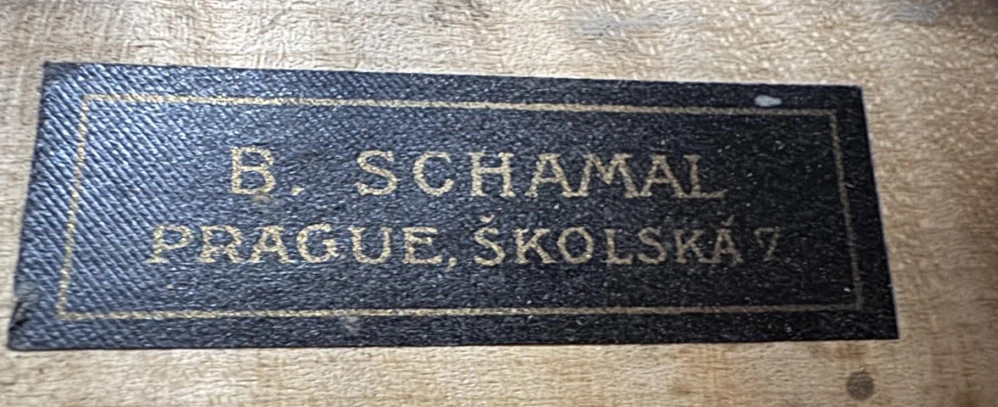 B. SCHAMAL
PRAGUE, ŠKOLSKÁ 7